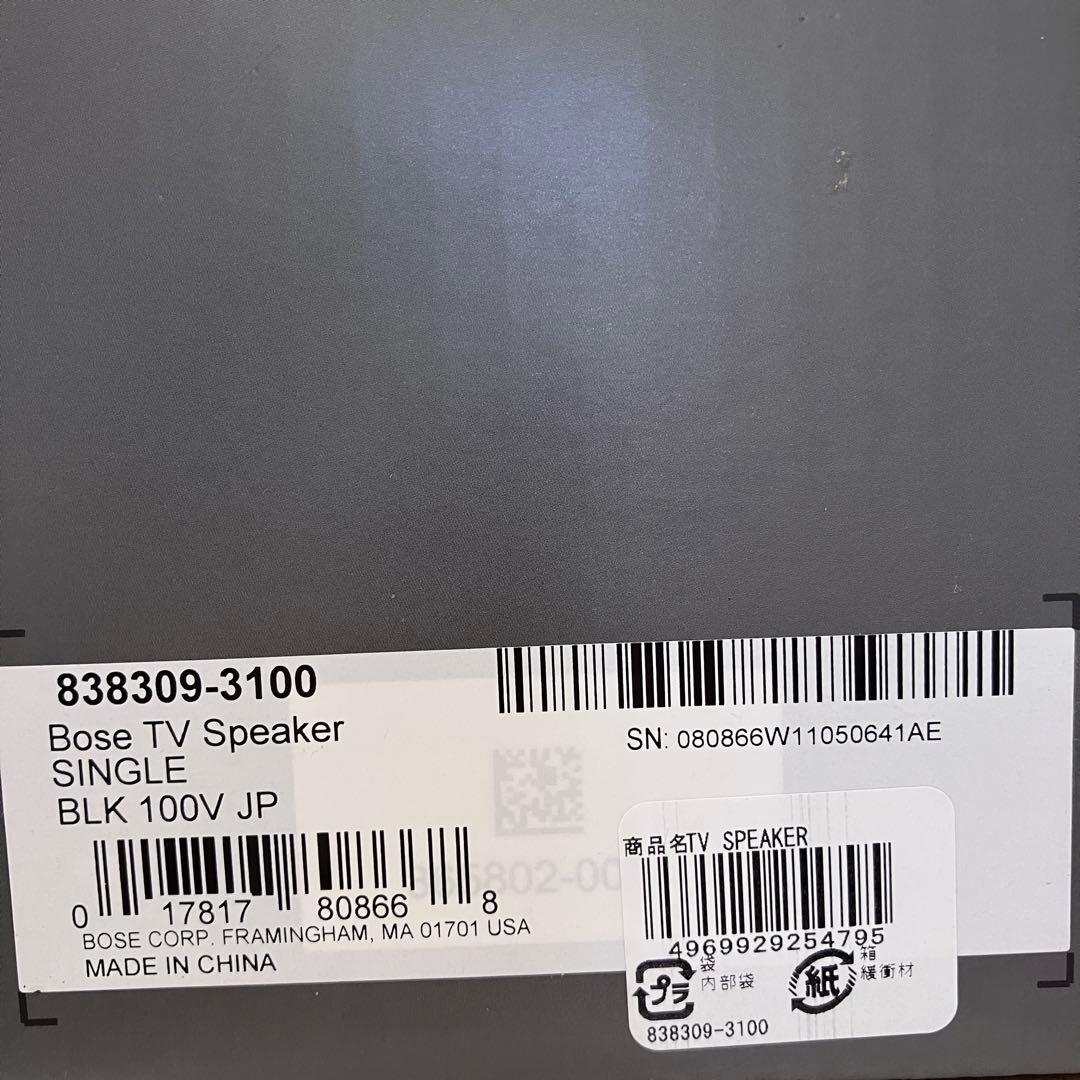 838309-3100
Bose TV Speaker
SINGLE
BLK 100V JP
0 17817 80866 8
BOSE CORP. FRAMINGHAM, MA 01701 USA
MADE IN CHINA
SN: 080866W11050641AE
商品名TV SPEAKER
4969929254795
プラ
袋
内部袋
紙
箱
緩衝材
838309-3100